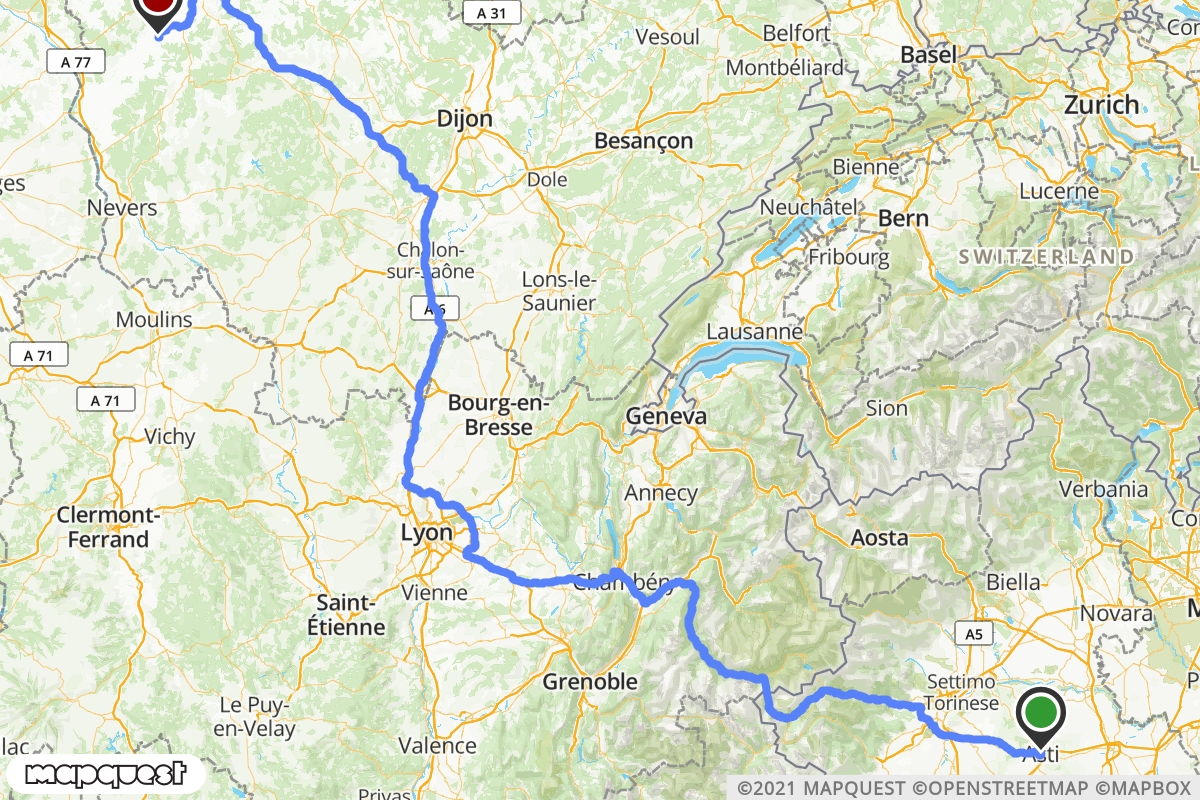 A 31
Vesoul
Belfort
Montbéliard
Basel
Con
A 77
Zurich
Dijon
Besançon
Dole
Bienne
Lucerne
ges
Nevers
Neuchâtel
Bern
Fribourg
SWITZERLAND
Chalon-
sur-Saône
Lons-le-
Saunier
A 6
Moulins
Lausanne
A 71
A 71
Bourg-en-
Bresse
Geneva
Sion
Vichy
Annecy
Verbania
Clermont-
Ferrand
Lyon
Aosta
Co
Chambéry
Biella
Vienne
Saint-
Étienne
Novara
M
A5
Grenoble
Settimo
Torinese
P
Le Puy-
en-Velay
Valence
Asti
lac
mapquest
Privas
©2021 MAPQUEST ©OPENSTREETMAP ©MAPBOX